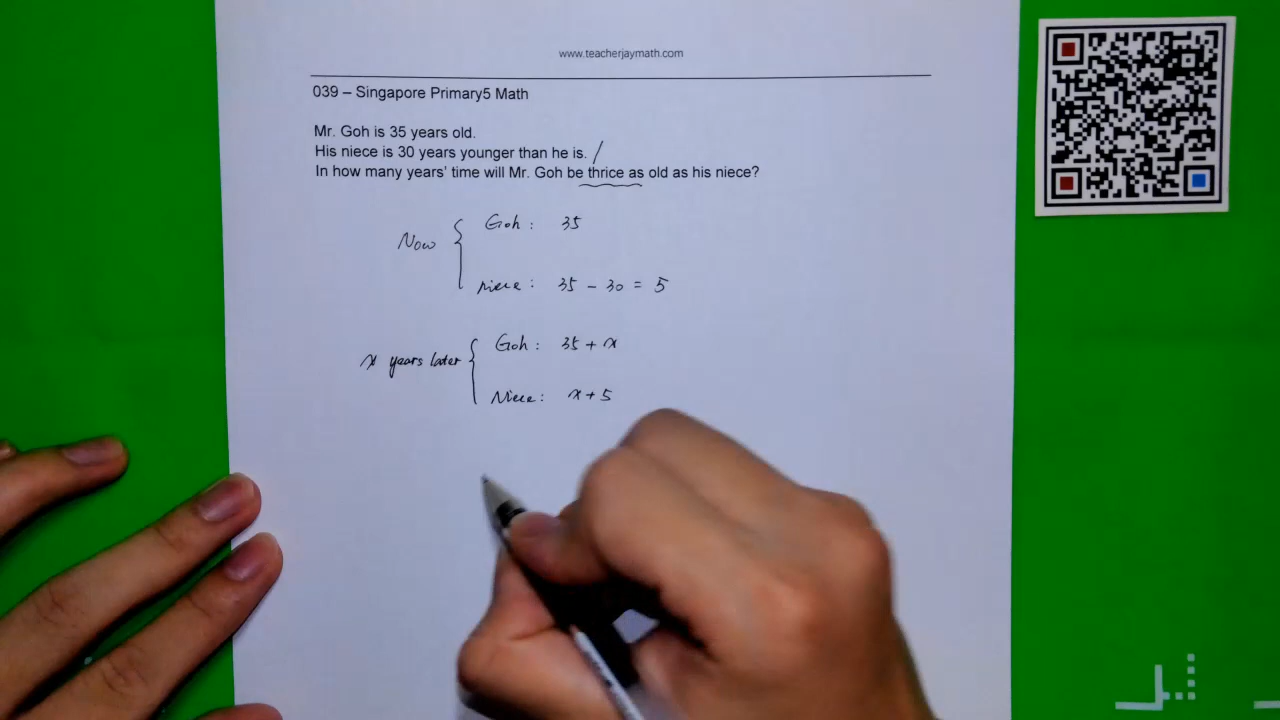 www.teacherjaymath.com
039 – Singapore Primary5 Math
Mr. Goh is 35 years old.
His niece is 30 years younger than he is.
In how many years' time will Mr. Goh be thrice as old as his niece?
Now
Goh : 35
niece : 35 - 30 = 5
x years later
Goh : 35 + x
Niece : x + 5